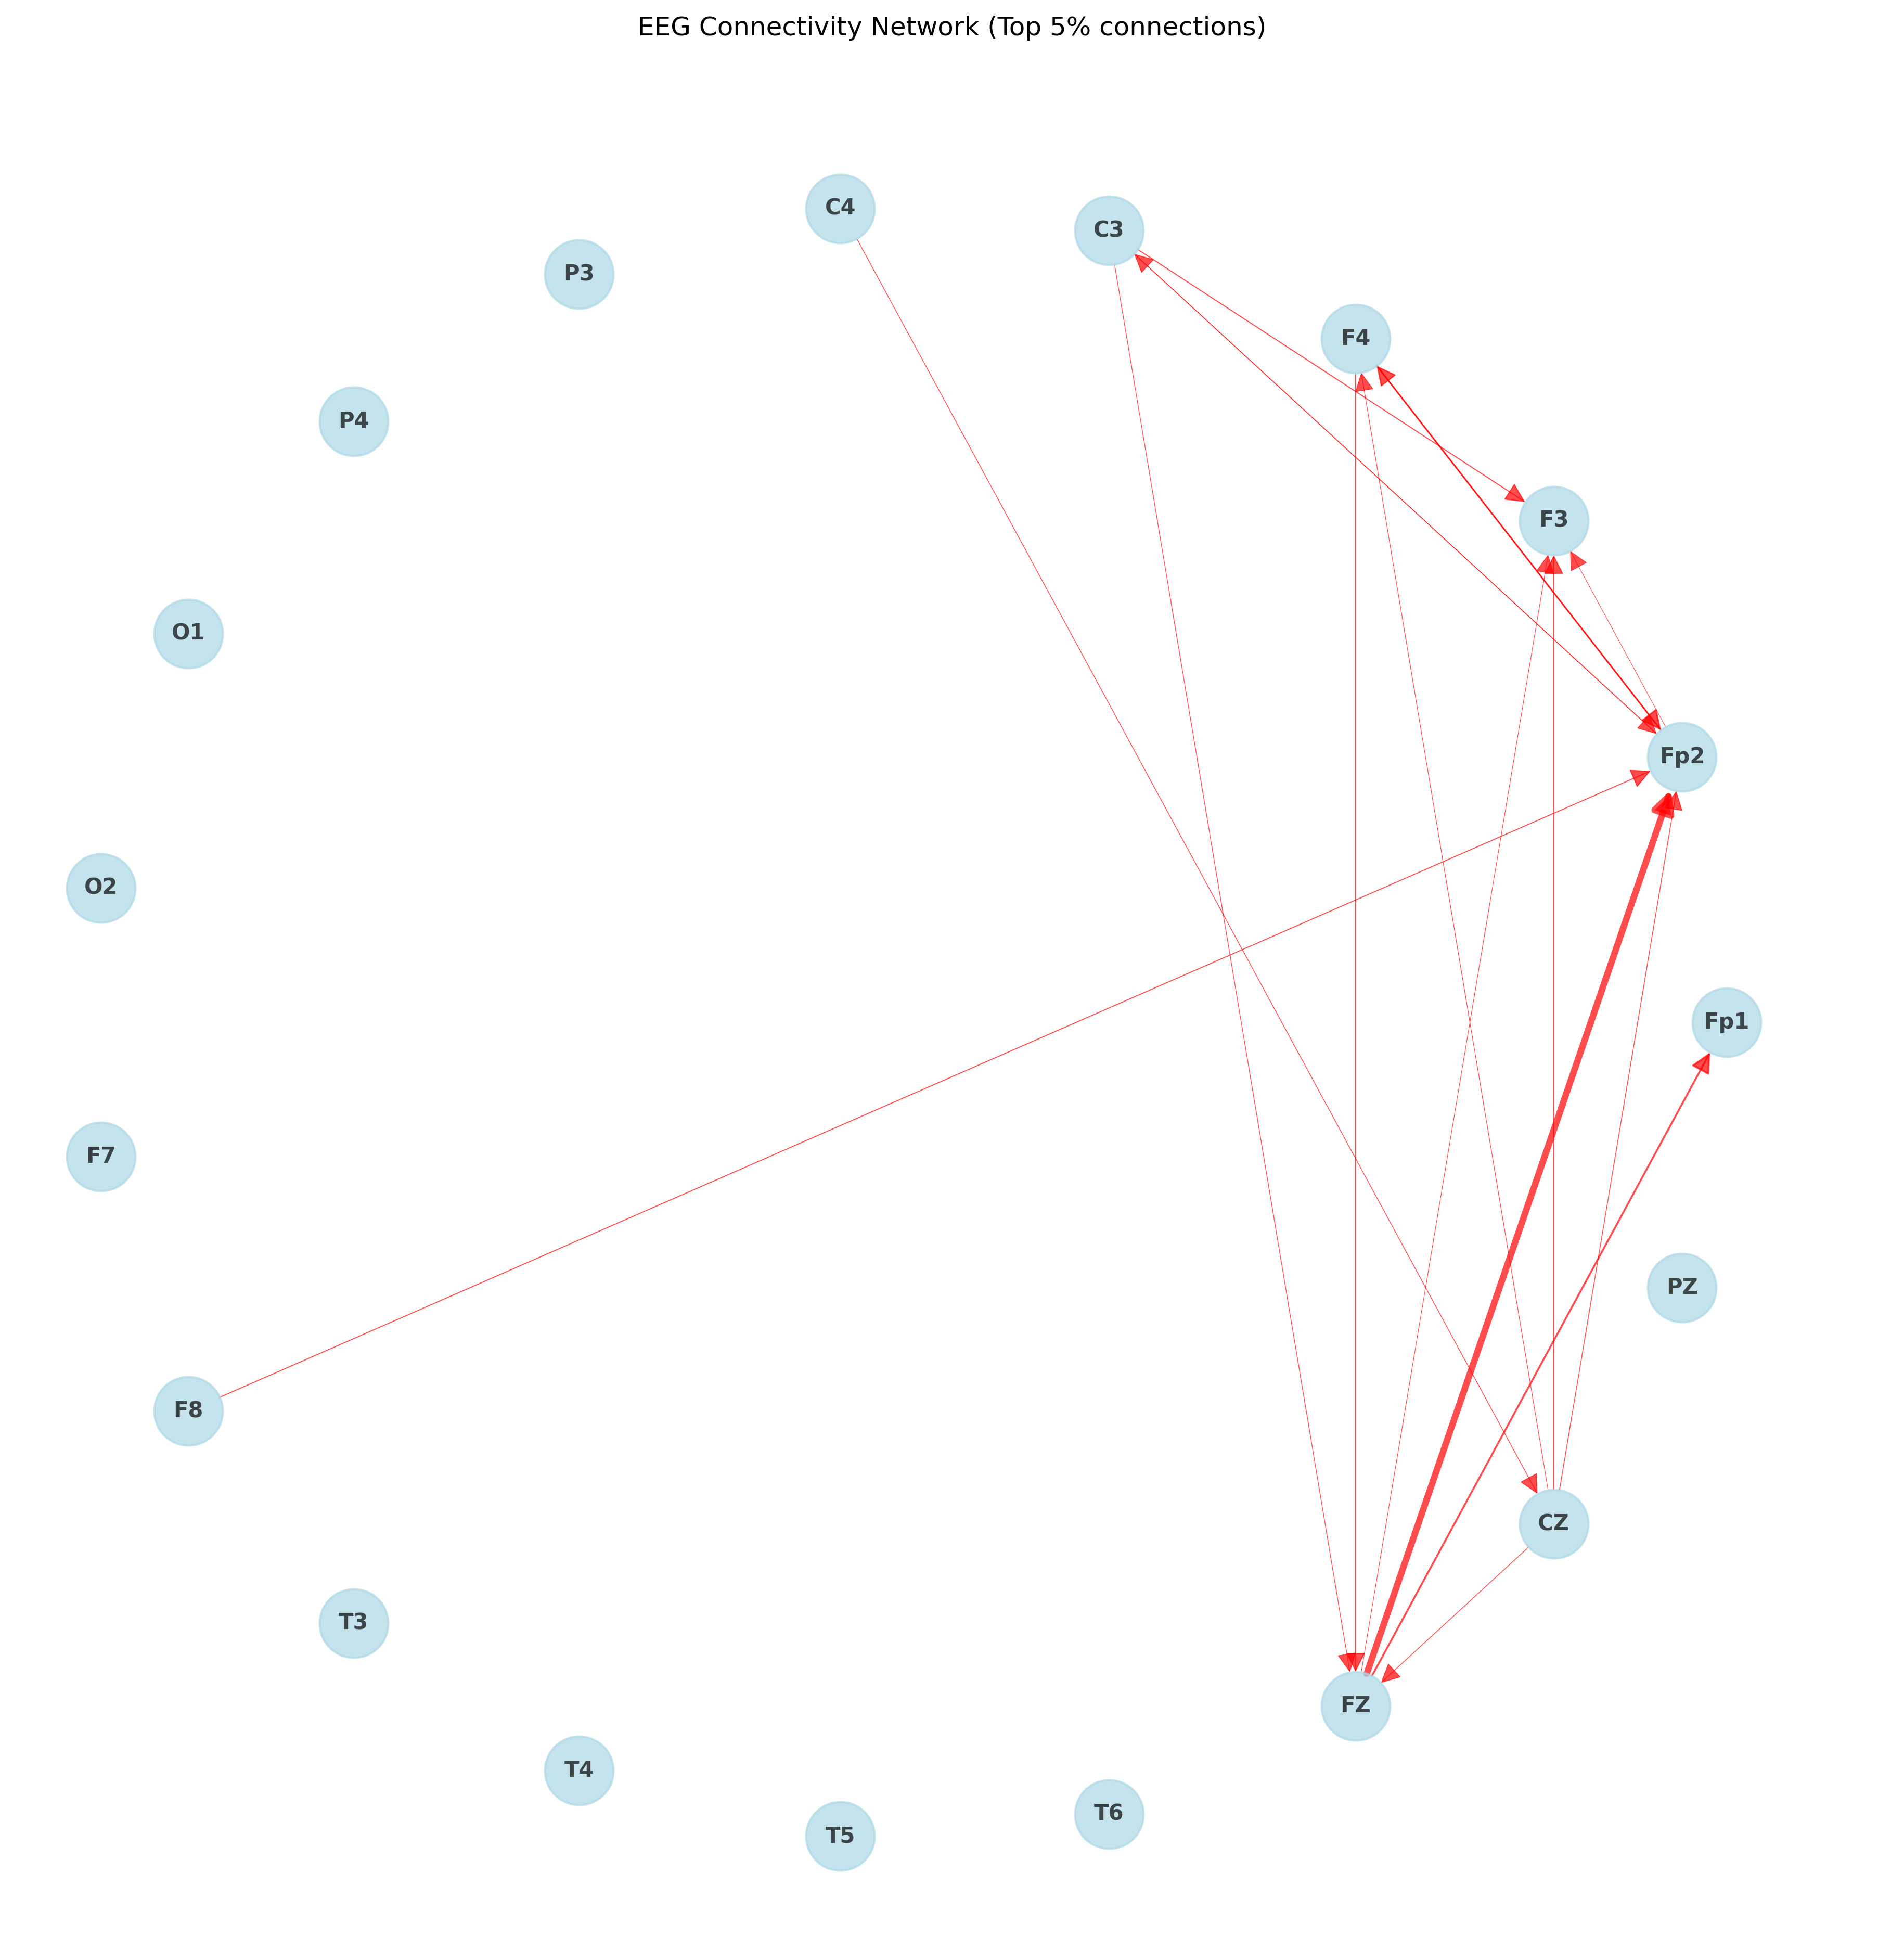 EEG Connectivity Network (Top 5% connections)
C4
C3
P3
F4
P4
F3
O1
Fp2
O2
Fp1
F7
PZ
F8
CZ
T3
FZ
T4
T6
T5